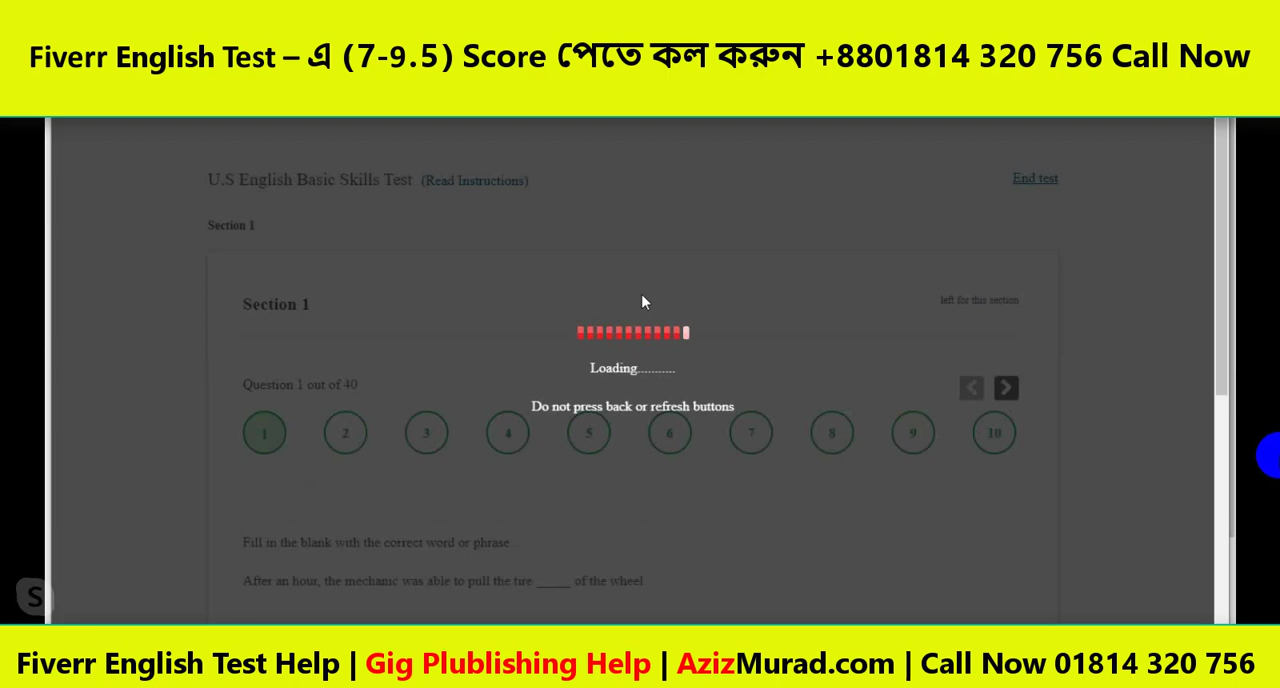 Fiverr English Test – এ (7-9.5) Score পেতে কল করুন +8801814 320 756 Call Now
U.S English Basic Skills Test (Read Instructions)
End test
Section 1
Section 1
left for this section
Loading...........
Question 1 out of 40
Do not press back or refresh buttons
1 2 3 4 5 6 7 8 9 10
Fill in the blank with the correct word or phrase.
After an hour, the mechanic was able to pull the tire _____ of the wheel
S
Fiverr English Test Help | Gig Plublishing Help | AzizMurad.com | Call Now 01814 320 756